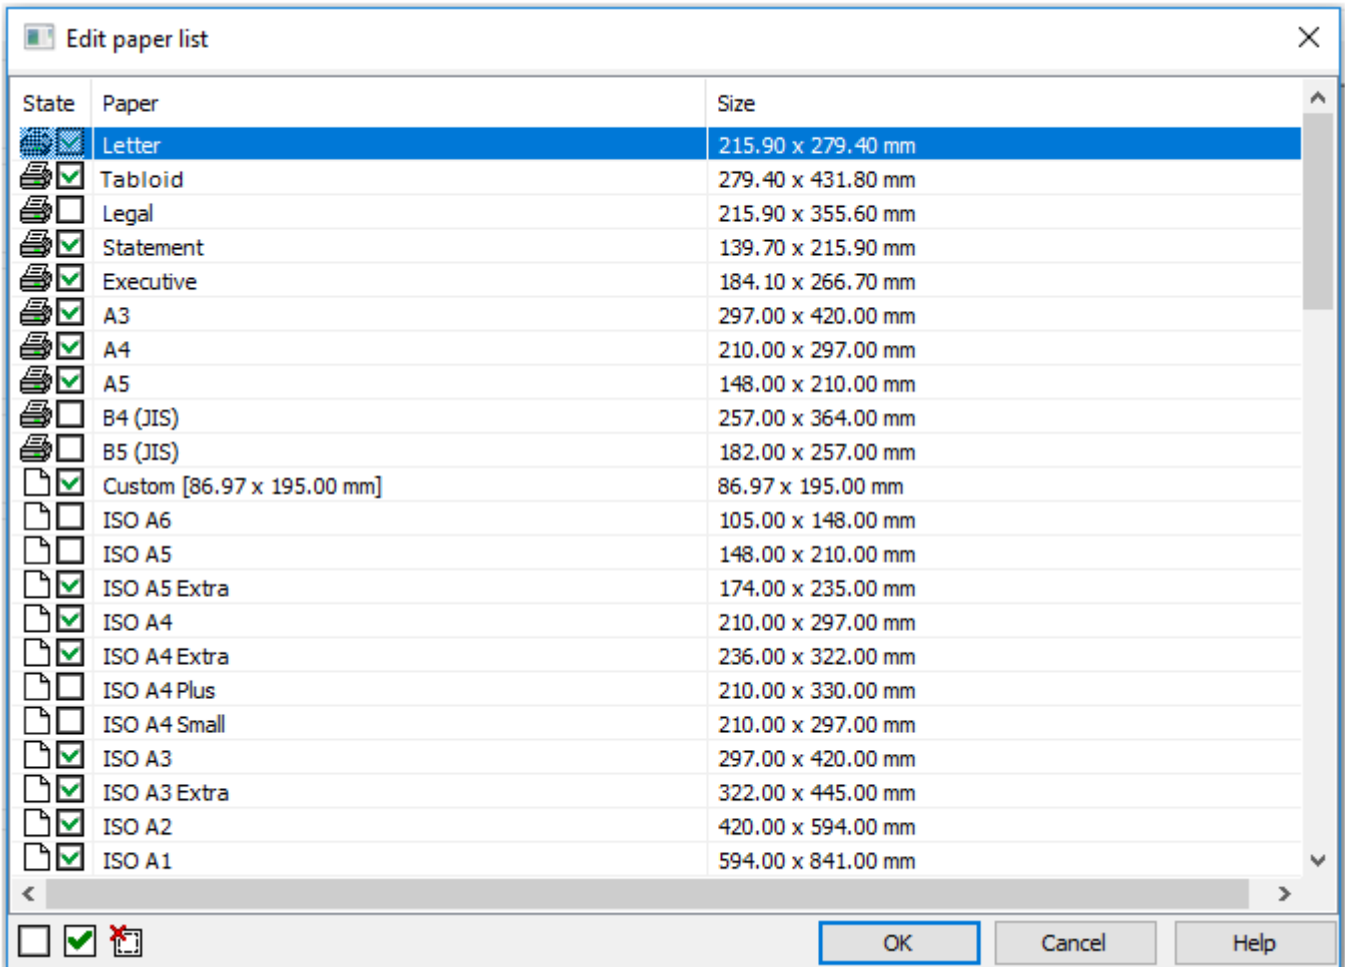 Edit paper list
State Paper Size
Letter 215.90 x 279.40 mm
Tabloid 279.40 x 431.80 mm
Legal 215.90 x 355.60 mm
Statement 139.70 x 215.90 mm
Executive 184.10 x 266.70 mm
A3 297.00 x 420.00 mm
A4 210.00 x 297.00 mm
A5 148.00 x 210.00 mm
B4 (JIS) 257.00 x 364.00 mm
B5 (JIS) 182.00 x 257.00 mm
Custom [86.97 x 195.00 mm] 86.97 x 195.00 mm
ISO A6 105.00 x 148.00 mm
ISO A5 148.00 x 210.00 mm
ISO A5 Extra 174.00 x 235.00 mm
ISO A4 210.00 x 297.00 mm
ISO A4 Extra 236.00 x 322.00 mm
ISO A4 Plus 210.00 x 330.00 mm
ISO A4 Small 210.00 x 297.00 mm
ISO A3 297.00 x 420.00 mm
ISO A3 Extra 322.00 x 445.00 mm
ISO A2 420.00 x 594.00 mm
ISO A1 594.00 x 841.00 mm
OK Cancel Help